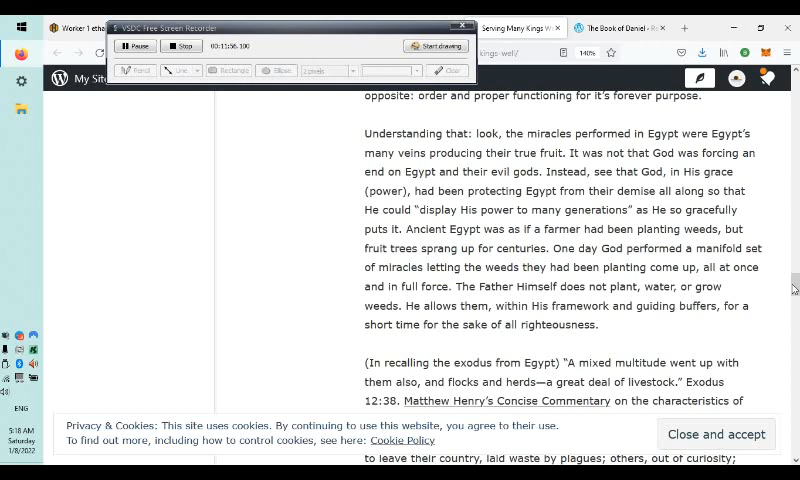 Worker 1 etha
VSDC Free Screen Recorder
Serving Many Kings W
The Book of Daniel - R
Pause
Stop
00:11:56.100
Start drawing
kings-well/
140%
Pencil
Line
Rectangle
Ellipse
2 pixels
Clear
My Sit
opposite: order and proper functioning for it's forever purpose.
Understanding that: look, the miracles performed in Egypt were Egypt's
many veins producing their true fruit. It was not that God was forcing an
end on Egypt and their evil gods. Instead, see that God, in His grace
(power), had been protecting Egypt from their demise all along so that
He could “display His power to many generations” as He so gracefully
puts it. Ancient Egypt was as if a farmer had been planting weeds, but
fruit trees sprang up for centuries. One day God performed a manifold set
of miracles letting the weeds they had been planting come up, all at once
and in full force. The Father Himself does not plant, water, or grow
weeds. He allows them, within His framework and guiding buffers, for a
short time for the sake of all righteousness.
(In recalling the exodus from Egypt) “A mixed multitude went up with
them also, and flocks and herds—a great deal of livestock.” Exodus
12:38. Matthew Henry's Concise Commentary on the characteristics of
Privacy & Cookies: This site uses cookies. By continuing to use this website, you agree to their use.
To find out more, including how to control cookies, see here: Cookie Policy
Close and accept
to leave their country, laid waste by plagues; others, out of curiosity;
ENG
5:18 AM
Saturday
1/8/2022